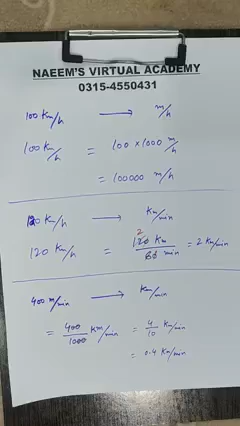 NAEEM'S VIRTUAL ACADEMY
0315-4550431
100 Km/h → m/h
100 Km/h = 100 × 1000 m/h
= 100000 m/h
120 Km/h → Km/min
120 Km/h = 2 120 Km / 60 min = 2 Km/min
400 m/min → Km/min
= 400/1000 Km/min = 4/10 Km/min
= 0.4 Km/min